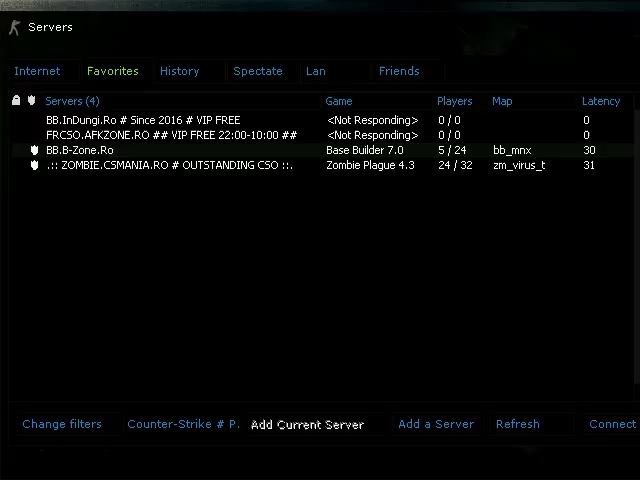 Servers
Internet Favorites History Spectate Lan Friends
Servers (4) Game Players Map Latency
BB.InDungi.Ro # Since 2016 # VIP FREE <Not Responding> 0 / 0 0
FRCSO.AFKZONE.RO ## VIP FREE 22:00-10:00 ## <Not Responding> 0 / 0 0
BB.B-Zone.Ro Base Builder 7.0 5 / 24 bb_mnx 30
.:: ZOMBIE.CSMANIA.RO # OUTSTANDING CSO ::. Zombie Plague 4.3 24 / 32 zm_virus_t 31
Change filters Counter-Strike # P. Add Current Server Add a Server Refresh Connect